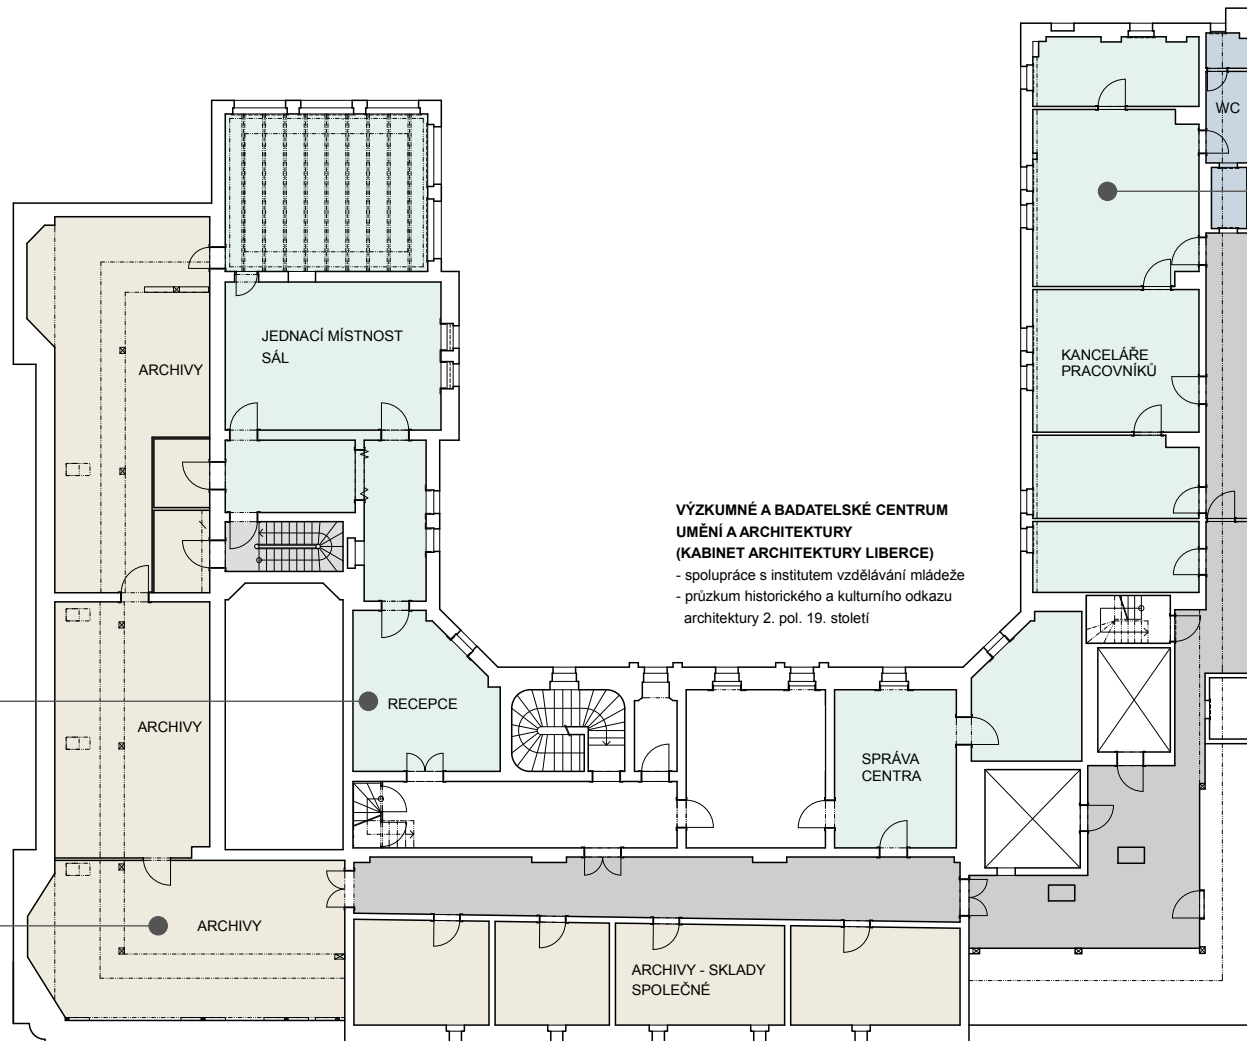 WC
JEDNACÍ MÍSTNOST
SÁL
ARCHIVY
KANCELÁŘE
PRACOVNÍKŮ
VÝZKUMNÉ A BADATELSKÉ CENTRUM
UMĚNÍ A ARCHITEKTURY
(KABINET ARCHITEKTURY LIBERCE)
- spolupráce s institutem vzdělávání mládeže
- průzkum historického a kulturního odkazu
architektury 2. pol. 19. století
RECEPCE
ARCHIVY
SPRÁVA
CENTRA
ARCHIVY
ARCHIVY - SKLADY
SPOLEČNÉ